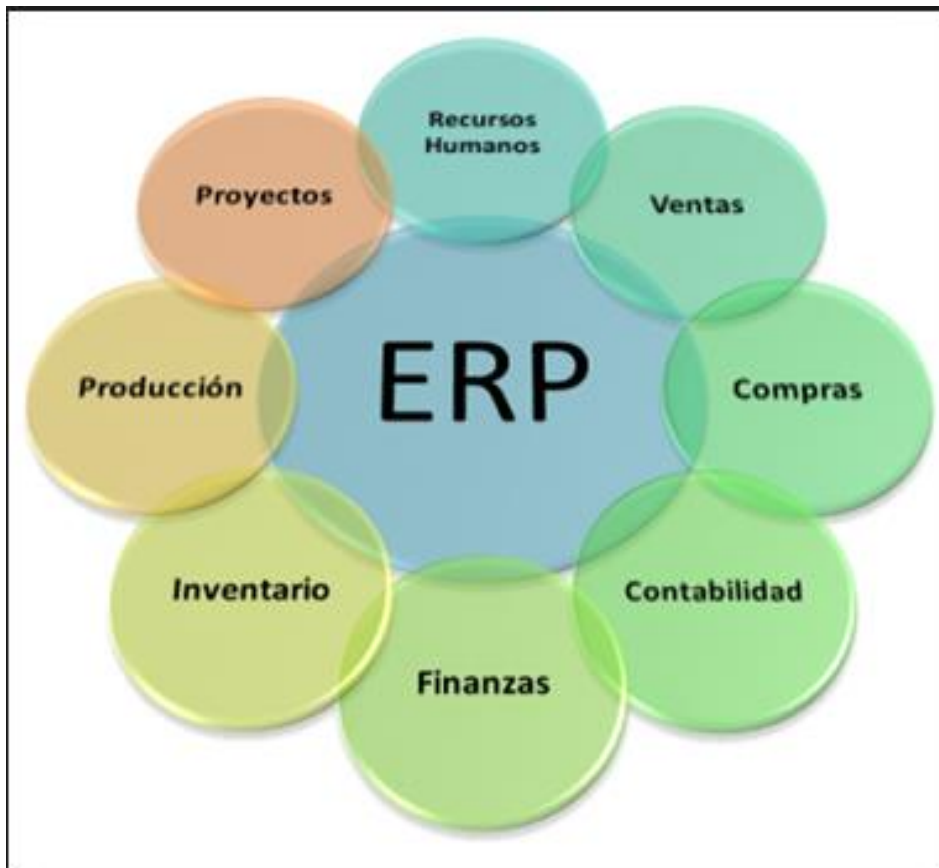 Recursos
Humanos
Proyectos
Ventas
ERP
Producción
Compras
Inventario
Contabilidad
Finanzas